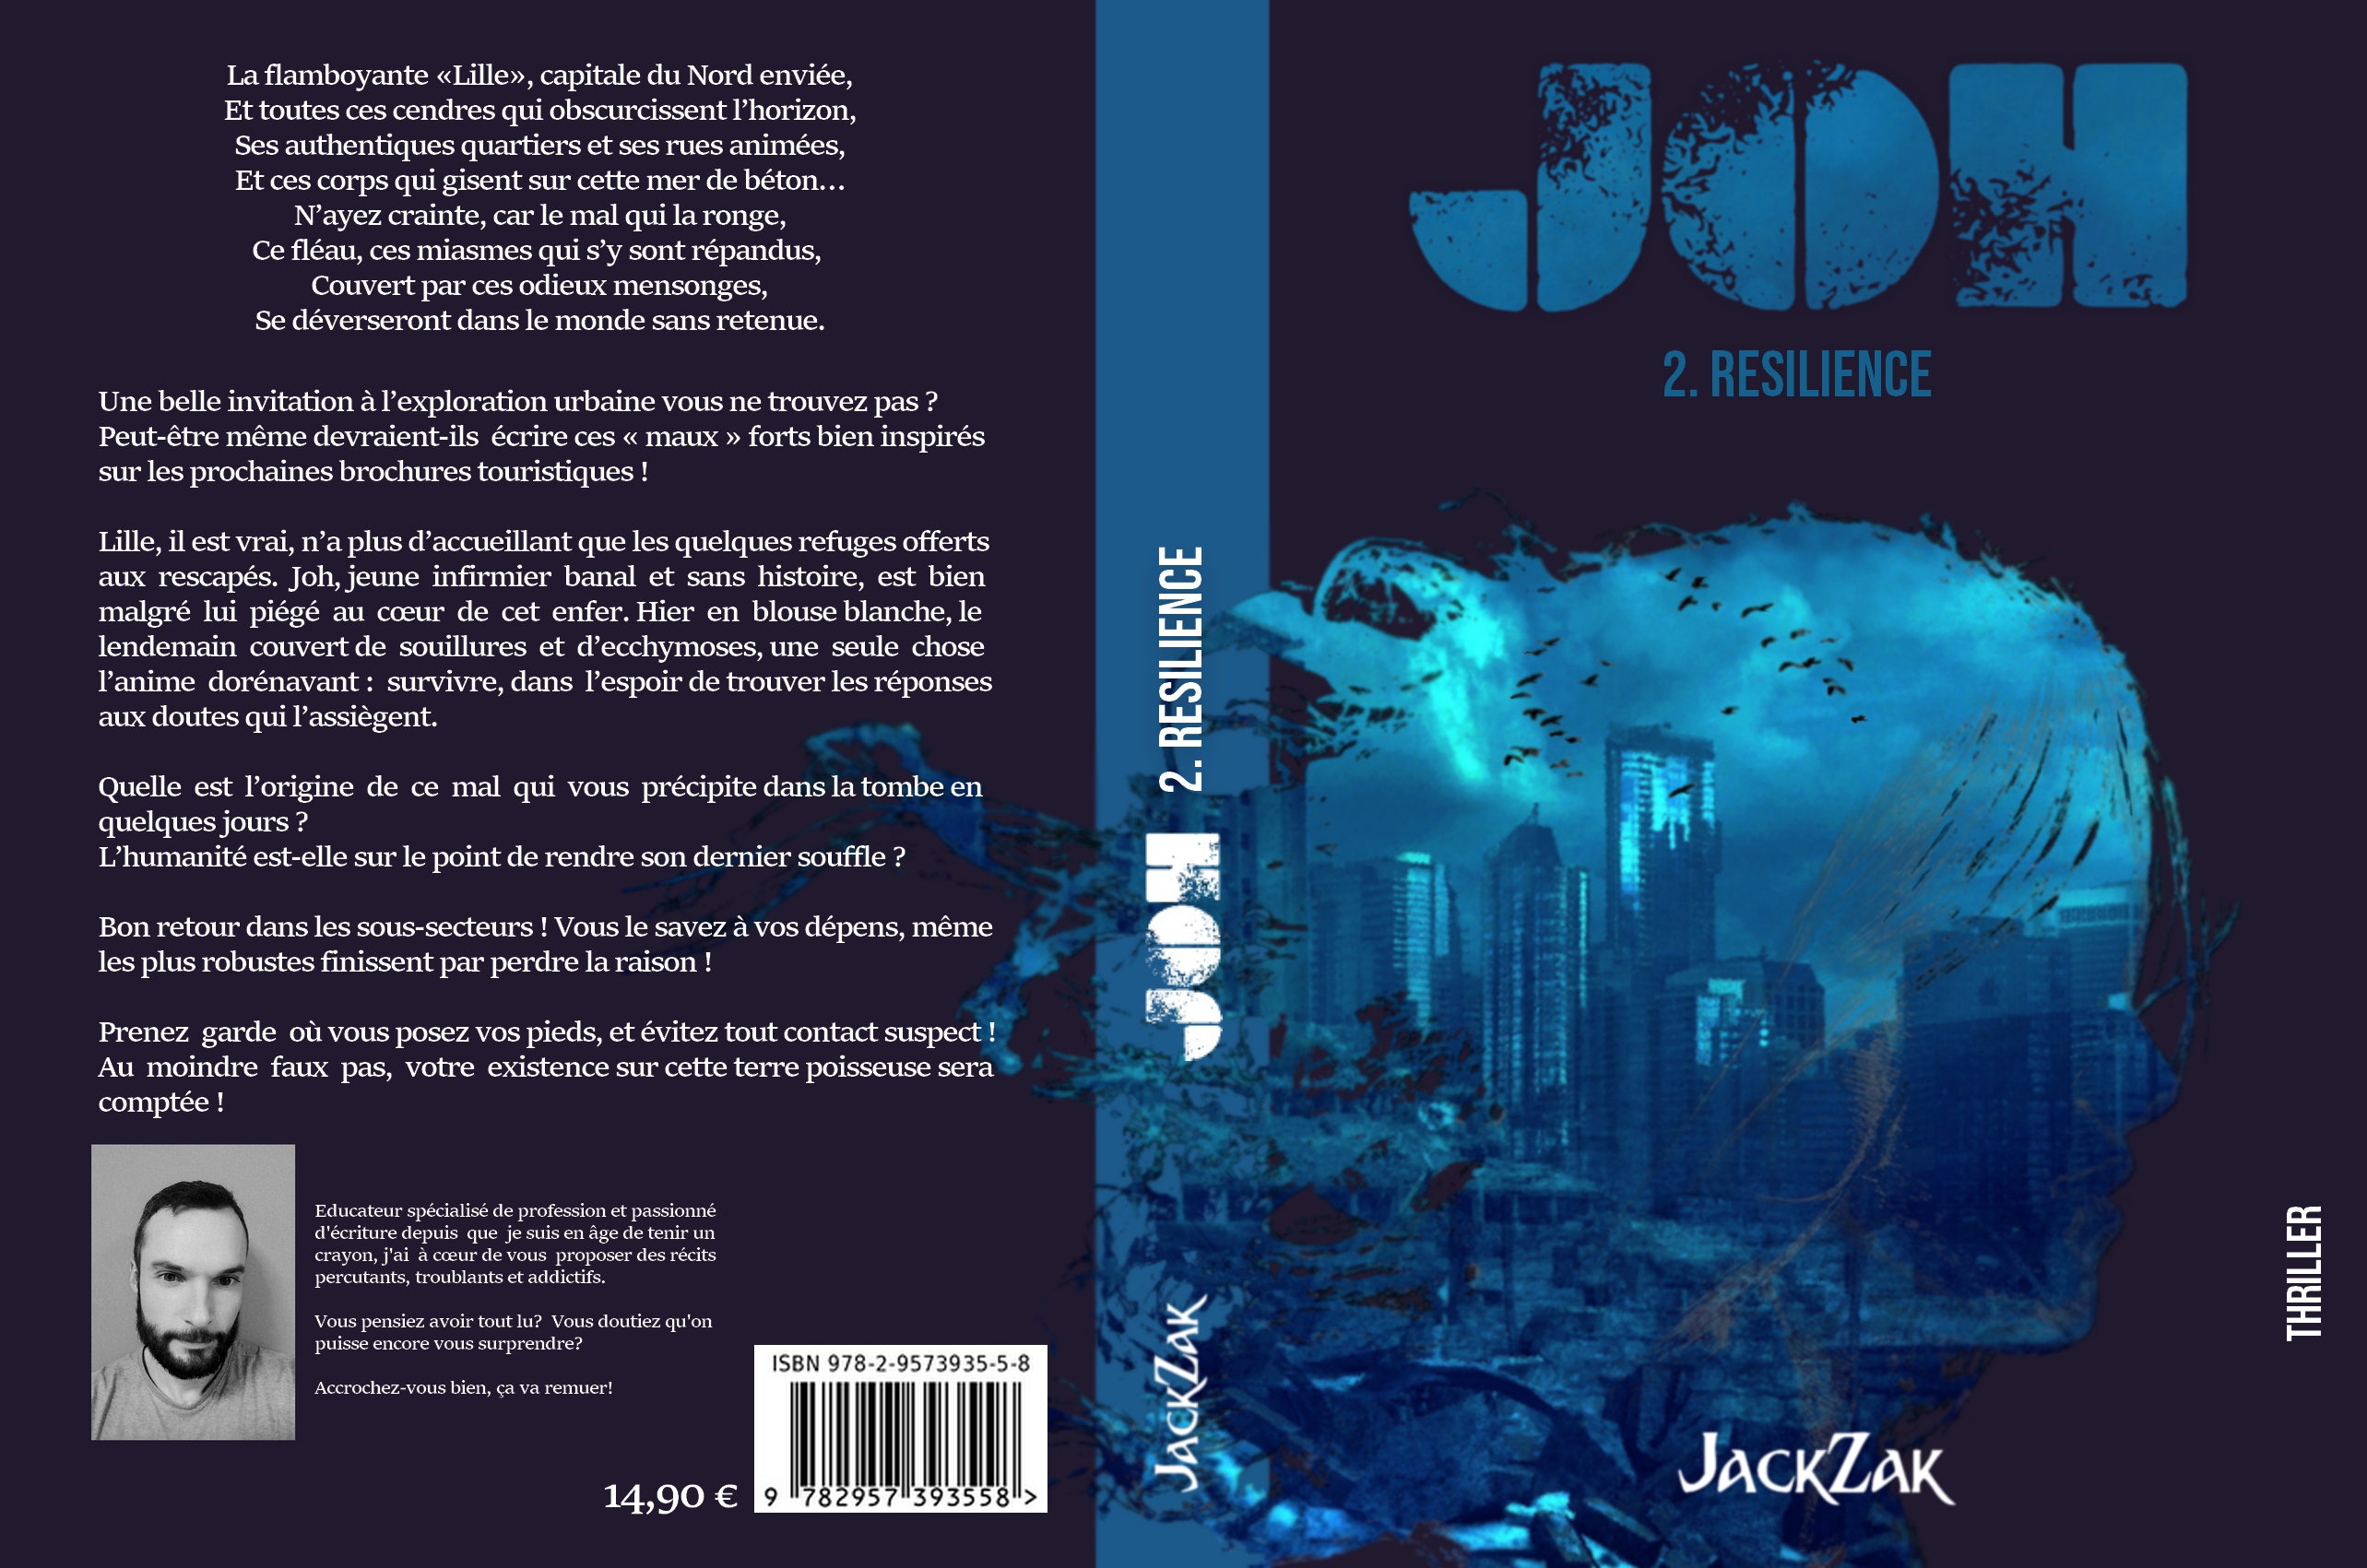 La flamboyante «Lille», capitale du Nord enviée,
Et toutes ces cendres qui obscurcissent l’horizon,
Ses authentiques quartiers et ses rues animées,
Et ces corps qui gisent sur cette mer de béton…
N’ayez crainte, car le mal qui la ronge,
Ce fléau, ces miasmes qui s’y sont répandus,
Couvert par ces odieux mensonges,
Se déverseront dans le monde sans retenue.
Une belle invitation à l’exploration urbaine vous ne trouvez pas ?
Peut-être même devraient-ils écrire ces « maux » forts bien inspirés
sur les prochaines brochures touristiques !
Lille, il est vrai, n’a plus d’accueillant que les quelques refuges offerts
aux rescapés. Joh, jeune infirmier banal et sans histoire, est bien
malgré lui piégé au cœur de cet enfer. Hier en blouse blanche, le
lendemain couvert de souillures et d’ecchymoses, une seule chose
l’anime dorénavant : survivre, dans l’espoir de trouver les réponses
aux doutes qui l’assiègent.
Quelle est l’origine de ce mal qui vous précipite dans la tombe en
quelques jours ?
L’humanité est-elle sur le point de rendre son dernier souffle ?
Bon retour dans les sous-secteurs ! Vous le savez à vos dépens, même
les plus robustes finissent par perdre la raison !
Prenez garde où vous posez vos pieds, et évitez tout contact suspect !
Au moindre faux pas, votre existence sur cette terre poisseuse sera
comptée !
Educateur spécialisé de profession et passionné
d'écriture depuis que je suis en âge de tenir un
crayon, j'ai à cœur de vous proposer des récits
percutants, troublants et addictifs.
Vous pensiez avoir tout lu? Vous doutiez qu'on
puisse encore vous surprendre?
Accrochez-vous bien, ça va remuer!
14,90 €
ISBN 978-2-9573935-5-8
9 782957 393558 >
JACKZAK
JOH
2. RESILIENCE
JOH
2. RESILIENCE
JACKZAK
THRILLER